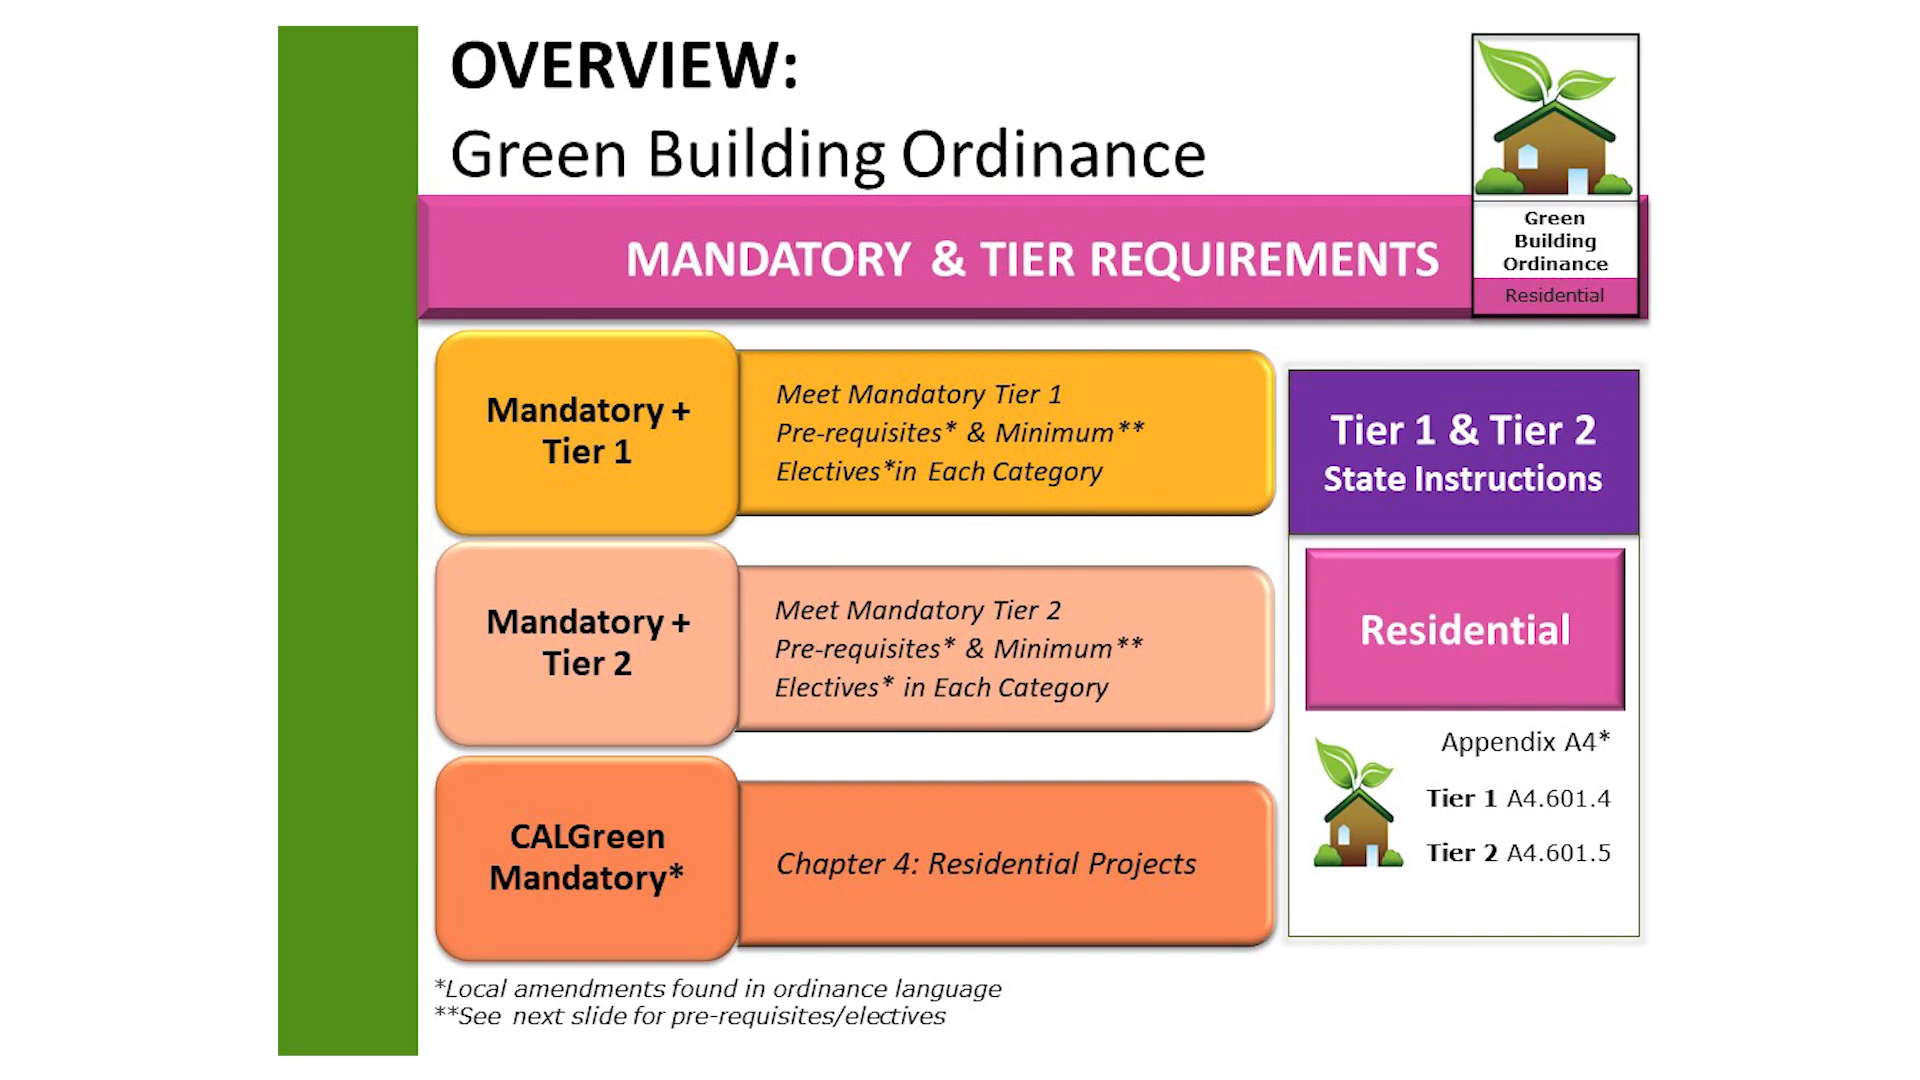 OVERVIEW:
Green Building Ordinance
MANDATORY & TIER REQUIREMENTS
Green
Building
Ordinance
Residential
Mandatory +
Tier 1
Meet Mandatory Tier 1
Pre-requisites* & Minimum**
Electives*in Each Category
Mandatory +
Tier 2
Meet Mandatory Tier 2
Pre-requisites* & Minimum**
Electives* in Each Category
CALGreen
Mandatory*
Chapter 4: Residential Projects
Tier 1 & Tier 2
State Instructions
Residential
Appendix A4*
Tier 1 A4.601.4
Tier 2 A4.601.5
*Local amendments found in ordinance language
**See next slide for pre-requisites/electives